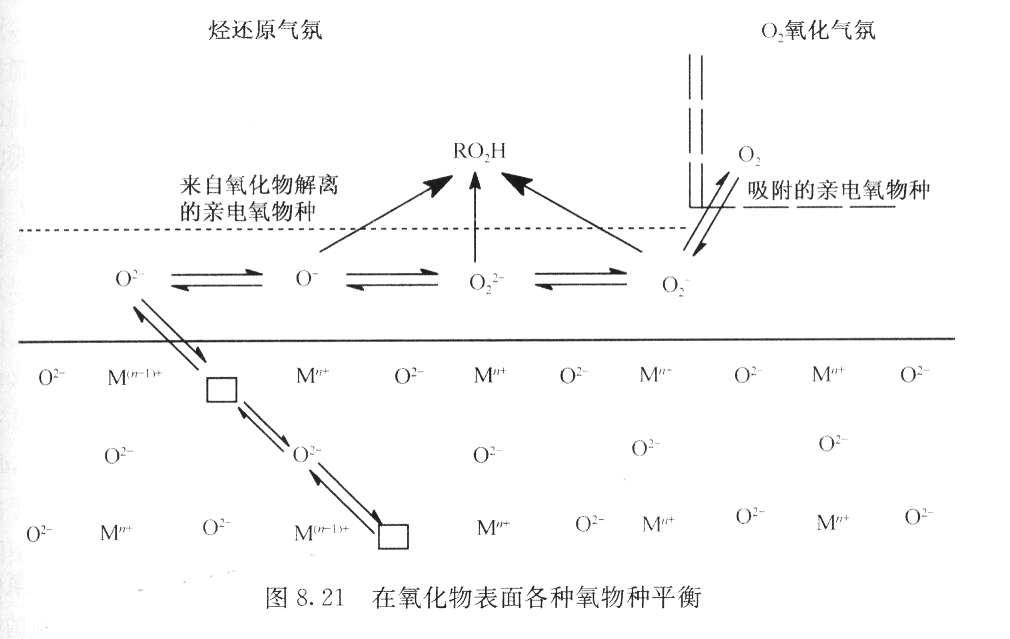 烃还原气氛 O₂氧化气氛
RO₂H O₂
来自氧化物解离 吸附的亲电氧物种
的亲电氧物种
O²⁻ O⁻ O₂²⁻ O₂⁻
O²⁻ M⁽ⁿ⁻¹⁾⁺ Mⁿ⁺ O²⁻ Mⁿ⁺ O²⁻ Mⁿ⁺ O²⁻ Mⁿ⁺ O²⁻
O²⁻ O²⁻ O²⁻ O²⁻ O²⁻
O²⁻ Mⁿ⁺ O²⁻ M⁽ⁿ⁻¹⁾⁺ Mⁿ⁺ O²⁻ Mⁿ⁺ O²⁻ Mⁿ⁺ O²⁻
图 8.21 在氧化物表面各种氧物种平衡